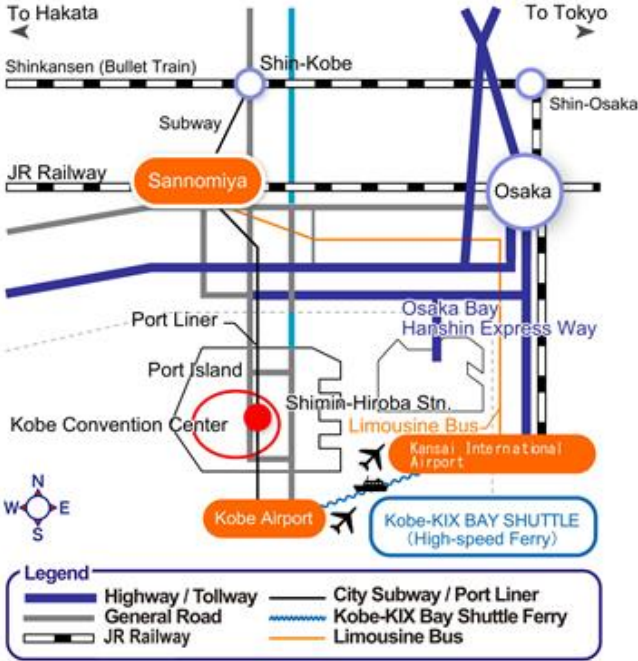 To Hakata
To Tokyo
Shin-Kobe
Shinkansen (Bullet Train)
Shin-Osaka
Subway
JR Railway
Sannomiya
Osaka
Osaka Bay
Hanshin Express Way
Port Liner
Port Island
Shimin-Hiroba Stn.
Kobe Convention Center
Limousine Bus
Kansai International
Airport
N
W E
S
Kobe Airport
Kobe-KIX BAY SHUTTLE
(High-speed Ferry)
Legend
Highway / Tollway
City Subway / Port Liner
General Road
Kobe-KIX Bay Shuttle Ferry
JR Railway
Limousine Bus